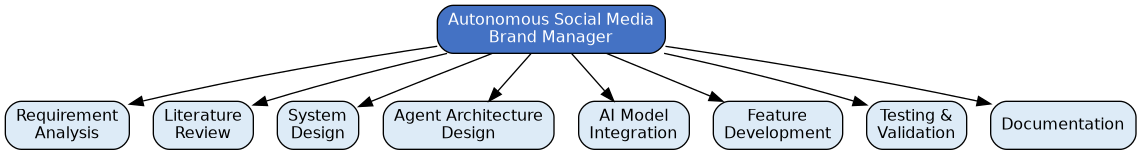 Autonomous Social Media
Brand Manager
Requirement
Analysis
Literature
Review
System
Design
Agent Architecture
Design
AI Model
Integration
Feature
Development
Testing &
Validation
Documentation